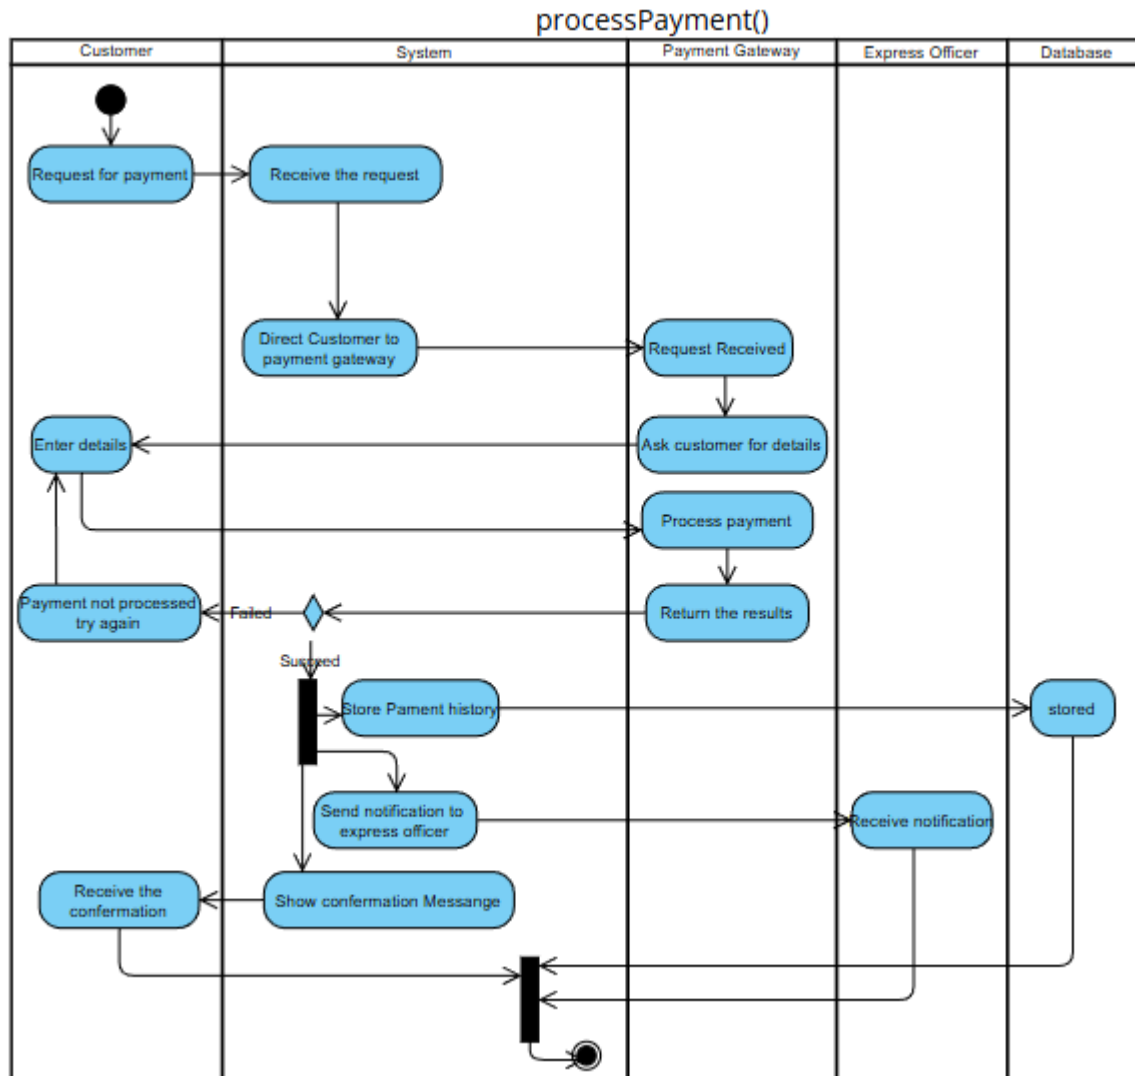 processPayment()
Customer
System
Payment Gateway
Express Officer
Database
Request for payment
Receive the request
Direct Customer to
payment gateway
Request Received
Enter details
Ask customer for details
Process payment
Payment not processed
try again
Failed
Return the results
Succeed
Store Pament history
stored
Send notification to
express officer
Receive notification
Receive the
confermation
Show confermation Messange